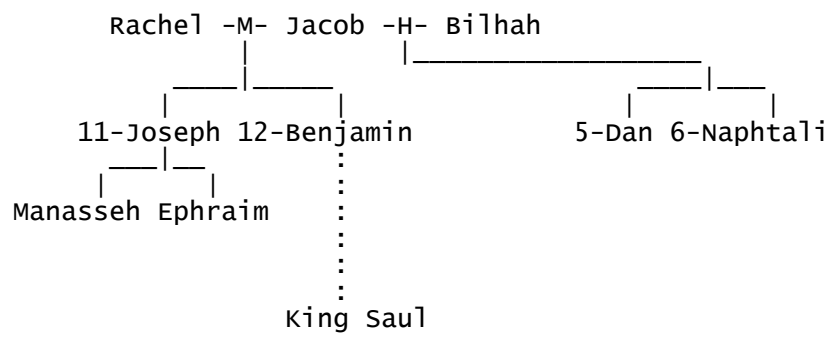 Rachel -M- Jacob -H- Bilhah
11-Joseph 12-Benjamin 5-Dan 6-Naphtali
Manasseh Ephraim
King Saul